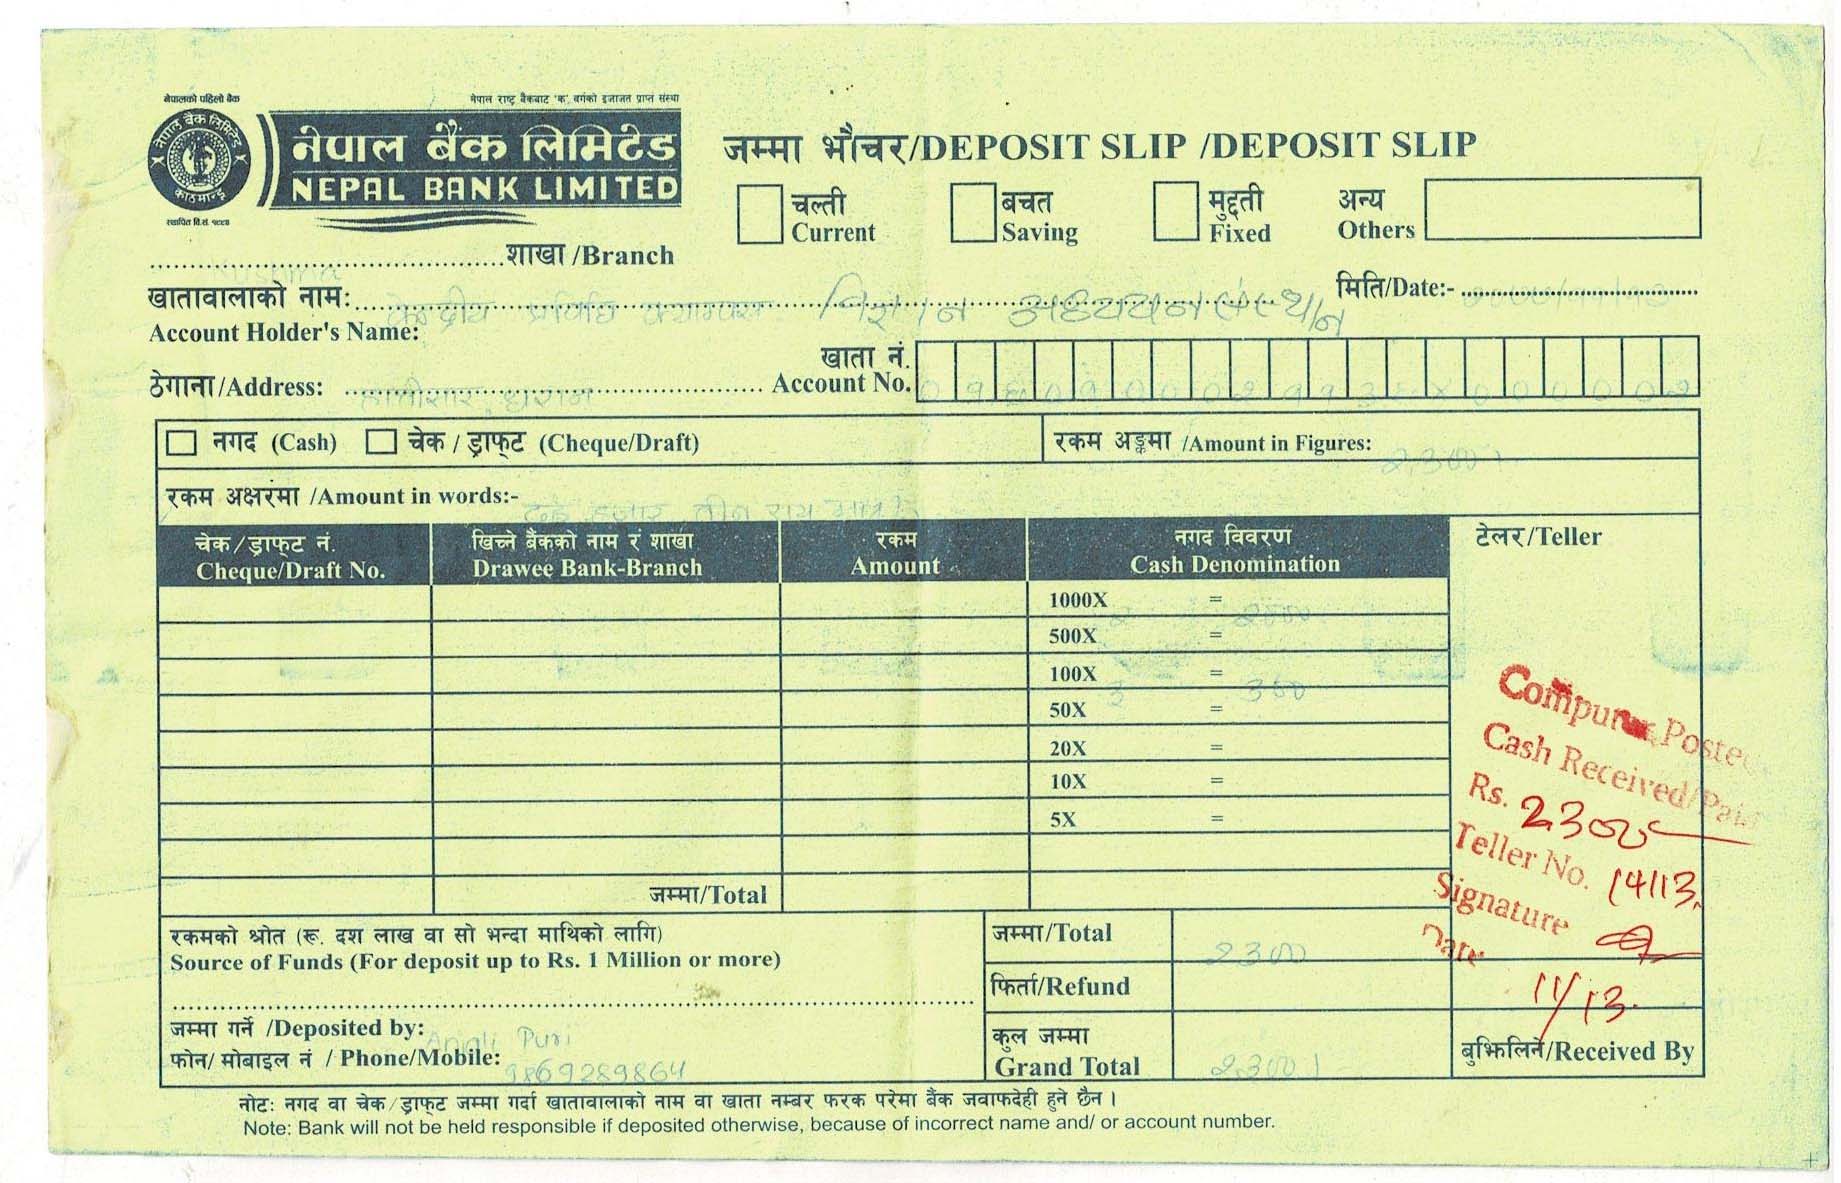 नेपालको पहिलो बैंक
नेपाल राष्ट्र बैंकबाट 'क' वर्गको इजाजत प्राप्त संस्था
नेपाल बैंक लिमिटेड
काठमाण्डू
स्थापित वि.सं. १९९४
नेपाल बैंक लिमिटेड
NEPAL BANK LIMITED
जम्मा भौचर/DEPOSIT SLIP /DEPOSIT SLIP
चल्ती
Current
बचत
Saving
मुद्दती
Fixed
अन्य
Others
शाखा /Branch
Kushma
खातावालाको नाम: केन्द्रीय प्रविधि क्याम्पस विज्ञान अध्ययन संस्थान
Account Holder's Name:
मिति/Date:-
ठेगाना/Address: हात्तीसार, धरान
खाता नं.
Account No.
नगद (Cash) चेक / ड्राफ्ट (Cheque/Draft)
रकम अङ्कमा /Amount in Figures: 2300/-
रकम अक्षरमा /Amount in words:- दुई हजार तीन सय मात्र
चेक/ड्राफ्ट नं.
Cheque/Draft No.
खिच्ने बैंकको नाम र शाखा
Drawee Bank-Branch
रकम
Amount
नगद विवरण
Cash Denomination
टेलर/Teller
1000X 2 = 2000
500X =
100X 3 = 300
50X =
20X =
10X =
5X =
जम्मा/Total
Computer Posted
Cash Received/Paid
Rs. 2300
Teller No. 14113
Signature
Date 11/13
रकमको श्रोत (रू. दश लाख वा सो भन्दा माथिको लागि)
Source of Funds (For deposit up to Rs. 1 Million or more)
जम्मा/Total 2300
फिर्ता/Refund
जम्मा गर्ने /Deposited by: Anjali Puri
फोन/ मोबाइल नं / Phone/Mobile: 9869289864
कुल जम्मा
Grand Total 2300/-
बुझिलिने/Received By
नोट: नगद वा चेक/ड्राफ्ट जम्मा गर्दा खातावालाको नाम वा खाता नम्बर फरक परेमा बैंक जवाफदेही हुने छैन ।
Note: Bank will not be held responsible if deposited otherwise, because of incorrect name and/ or account number.